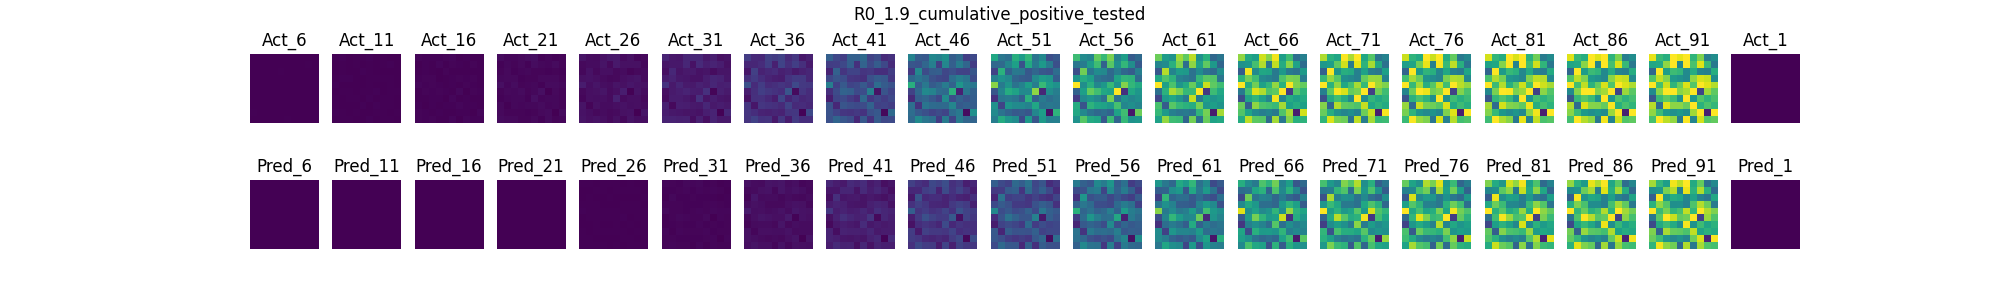 R0_1.9_cumulative_positive_tested
Act_6 Act_11 Act_16 Act_21 Act_26 Act_31 Act_36 Act_41 Act_46 Act_51 Act_56 Act_61 Act_66 Act_71 Act_76 Act_81 Act_86 Act_91 Act_1
Pred_6 Pred_11 Pred_16 Pred_21 Pred_26 Pred_31 Pred_36 Pred_41 Pred_46 Pred_51 Pred_56 Pred_61 Pred_66 Pred_71 Pred_76 Pred_81 Pred_86 Pred_91 Pred_1